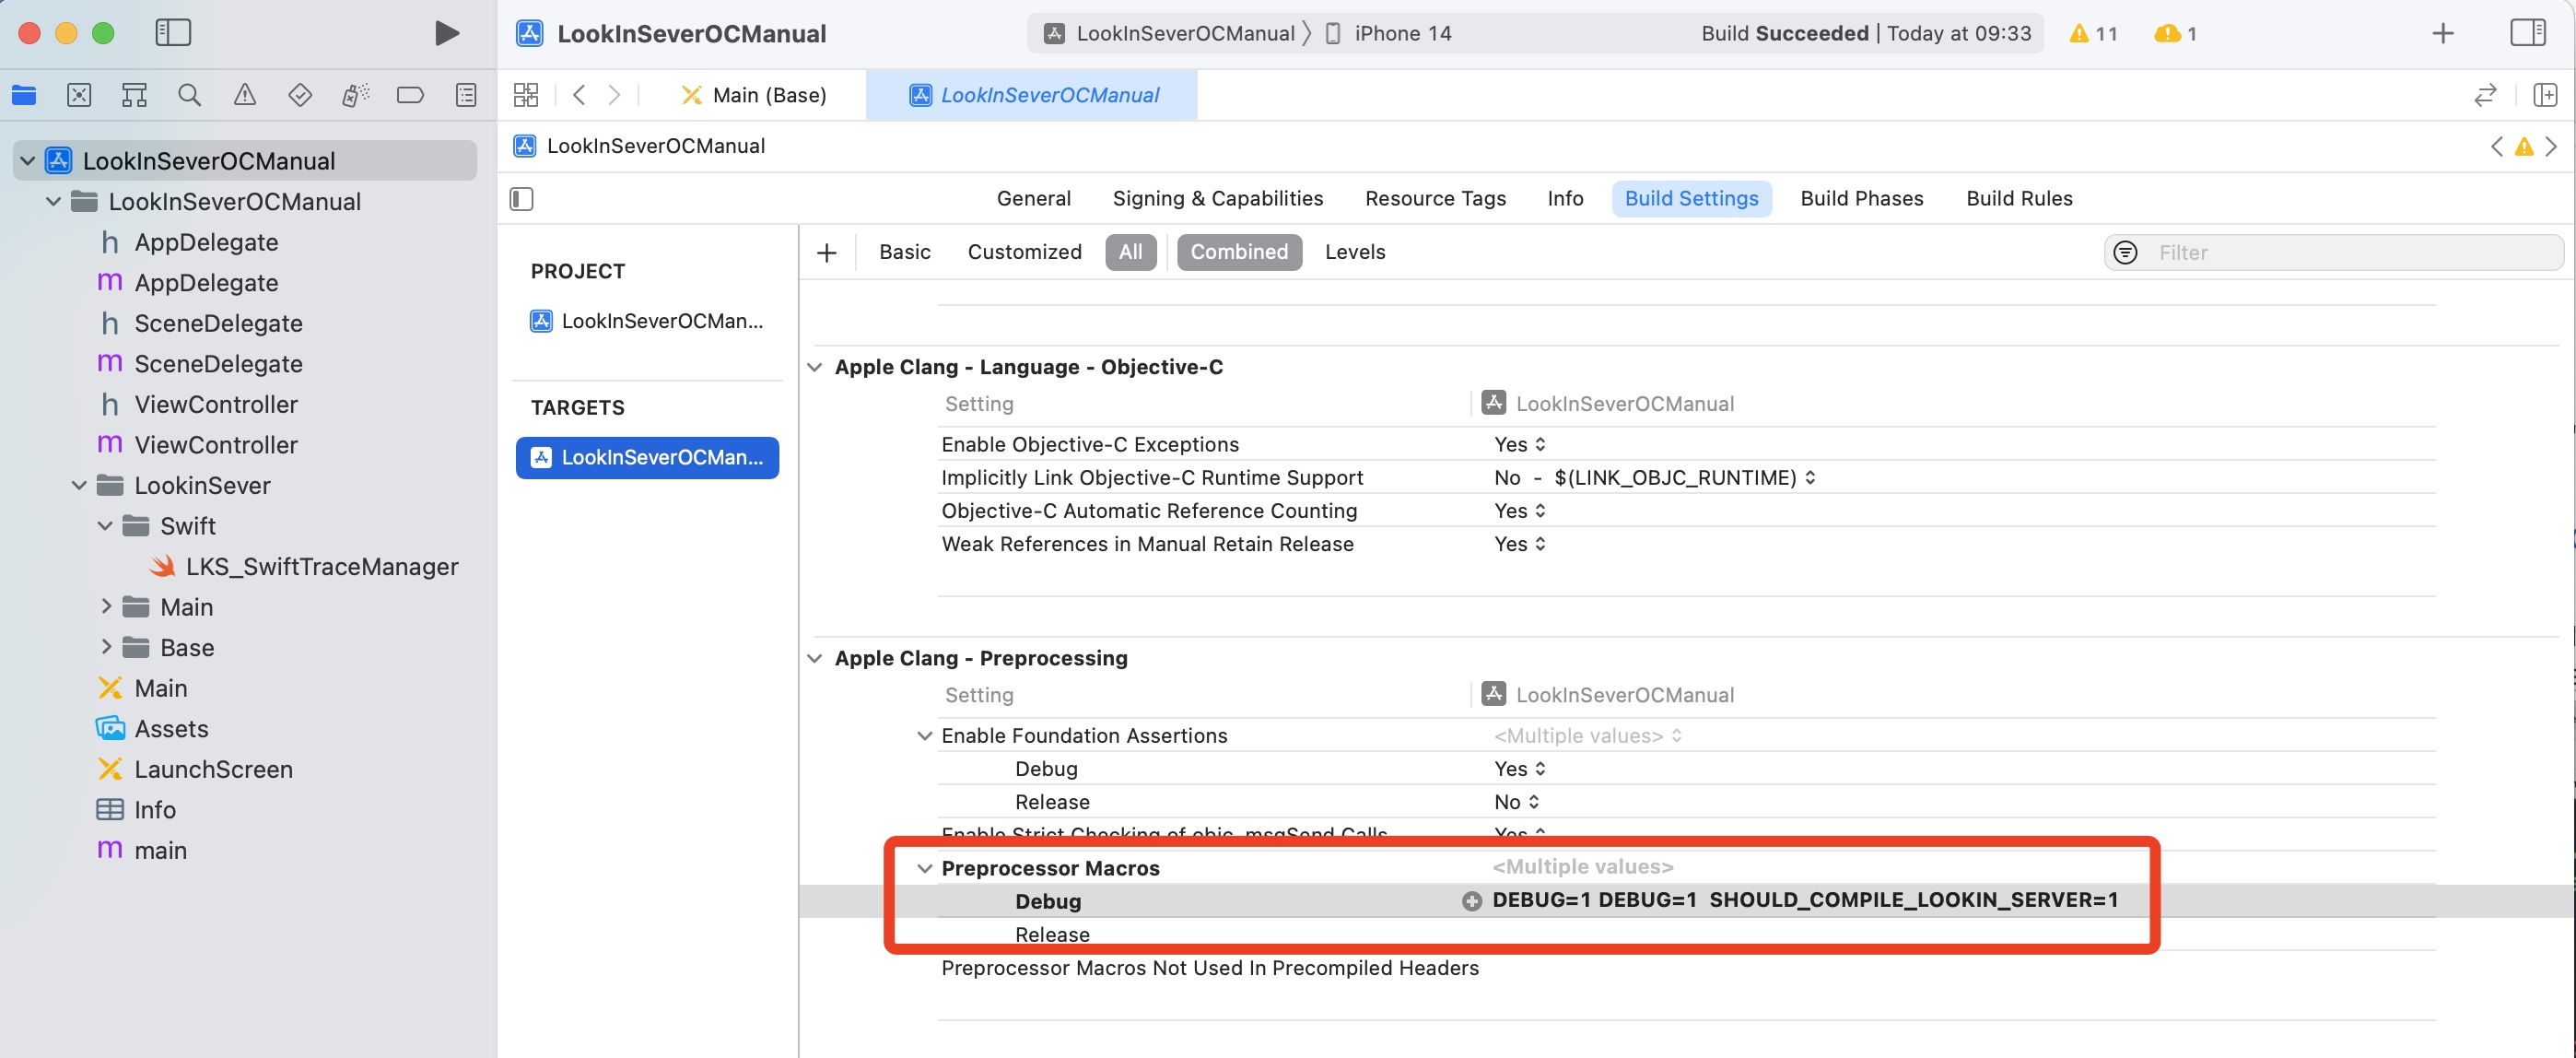 LookInSeverOCManual
LookInSeverOCManual 〉 iPhone 14
Build Succeeded | Today at 09:33
11
1
Main (Base)
LookInSeverOCManual
LookInSeverOCManual
General Signing & Capabilities Resource Tags Info Build Settings Build Phases Build Rules
Basic Customized All Combined Levels
Filter
LookInSeverOCManual
LookInSeverOCManual
h AppDelegate
m AppDelegate
h SceneDelegate
m SceneDelegate
h ViewController
m ViewController
LookinSever
Swift
LKS_SwiftTraceManager
Main
Base
Main
Assets
LaunchScreen
Info
m main
PROJECT
LookInSeverOCMan...
TARGETS
LookInSeverOCMan...
Apple Clang - Language - Objective-C
Setting LookInSeverOCManual
Enable Objective-C Exceptions Yes
Implicitly Link Objective-C Runtime Support No - $(LINK_OBJC_RUNTIME)
Objective-C Automatic Reference Counting Yes
Weak References in Manual Retain Release Yes
Apple Clang - Preprocessing
Setting LookInSeverOCManual
Enable Foundation Assertions <Multiple values>
Debug Yes
Release No
Enable Strict Checking of objc_msgSend Calls Yes
Preprocessor Macros <Multiple values>
Debug DEBUG=1 DEBUG=1 SHOULD_COMPILE_LOOKIN_SERVER=1
Release
Preprocessor Macros Not Used In Precompiled Headers